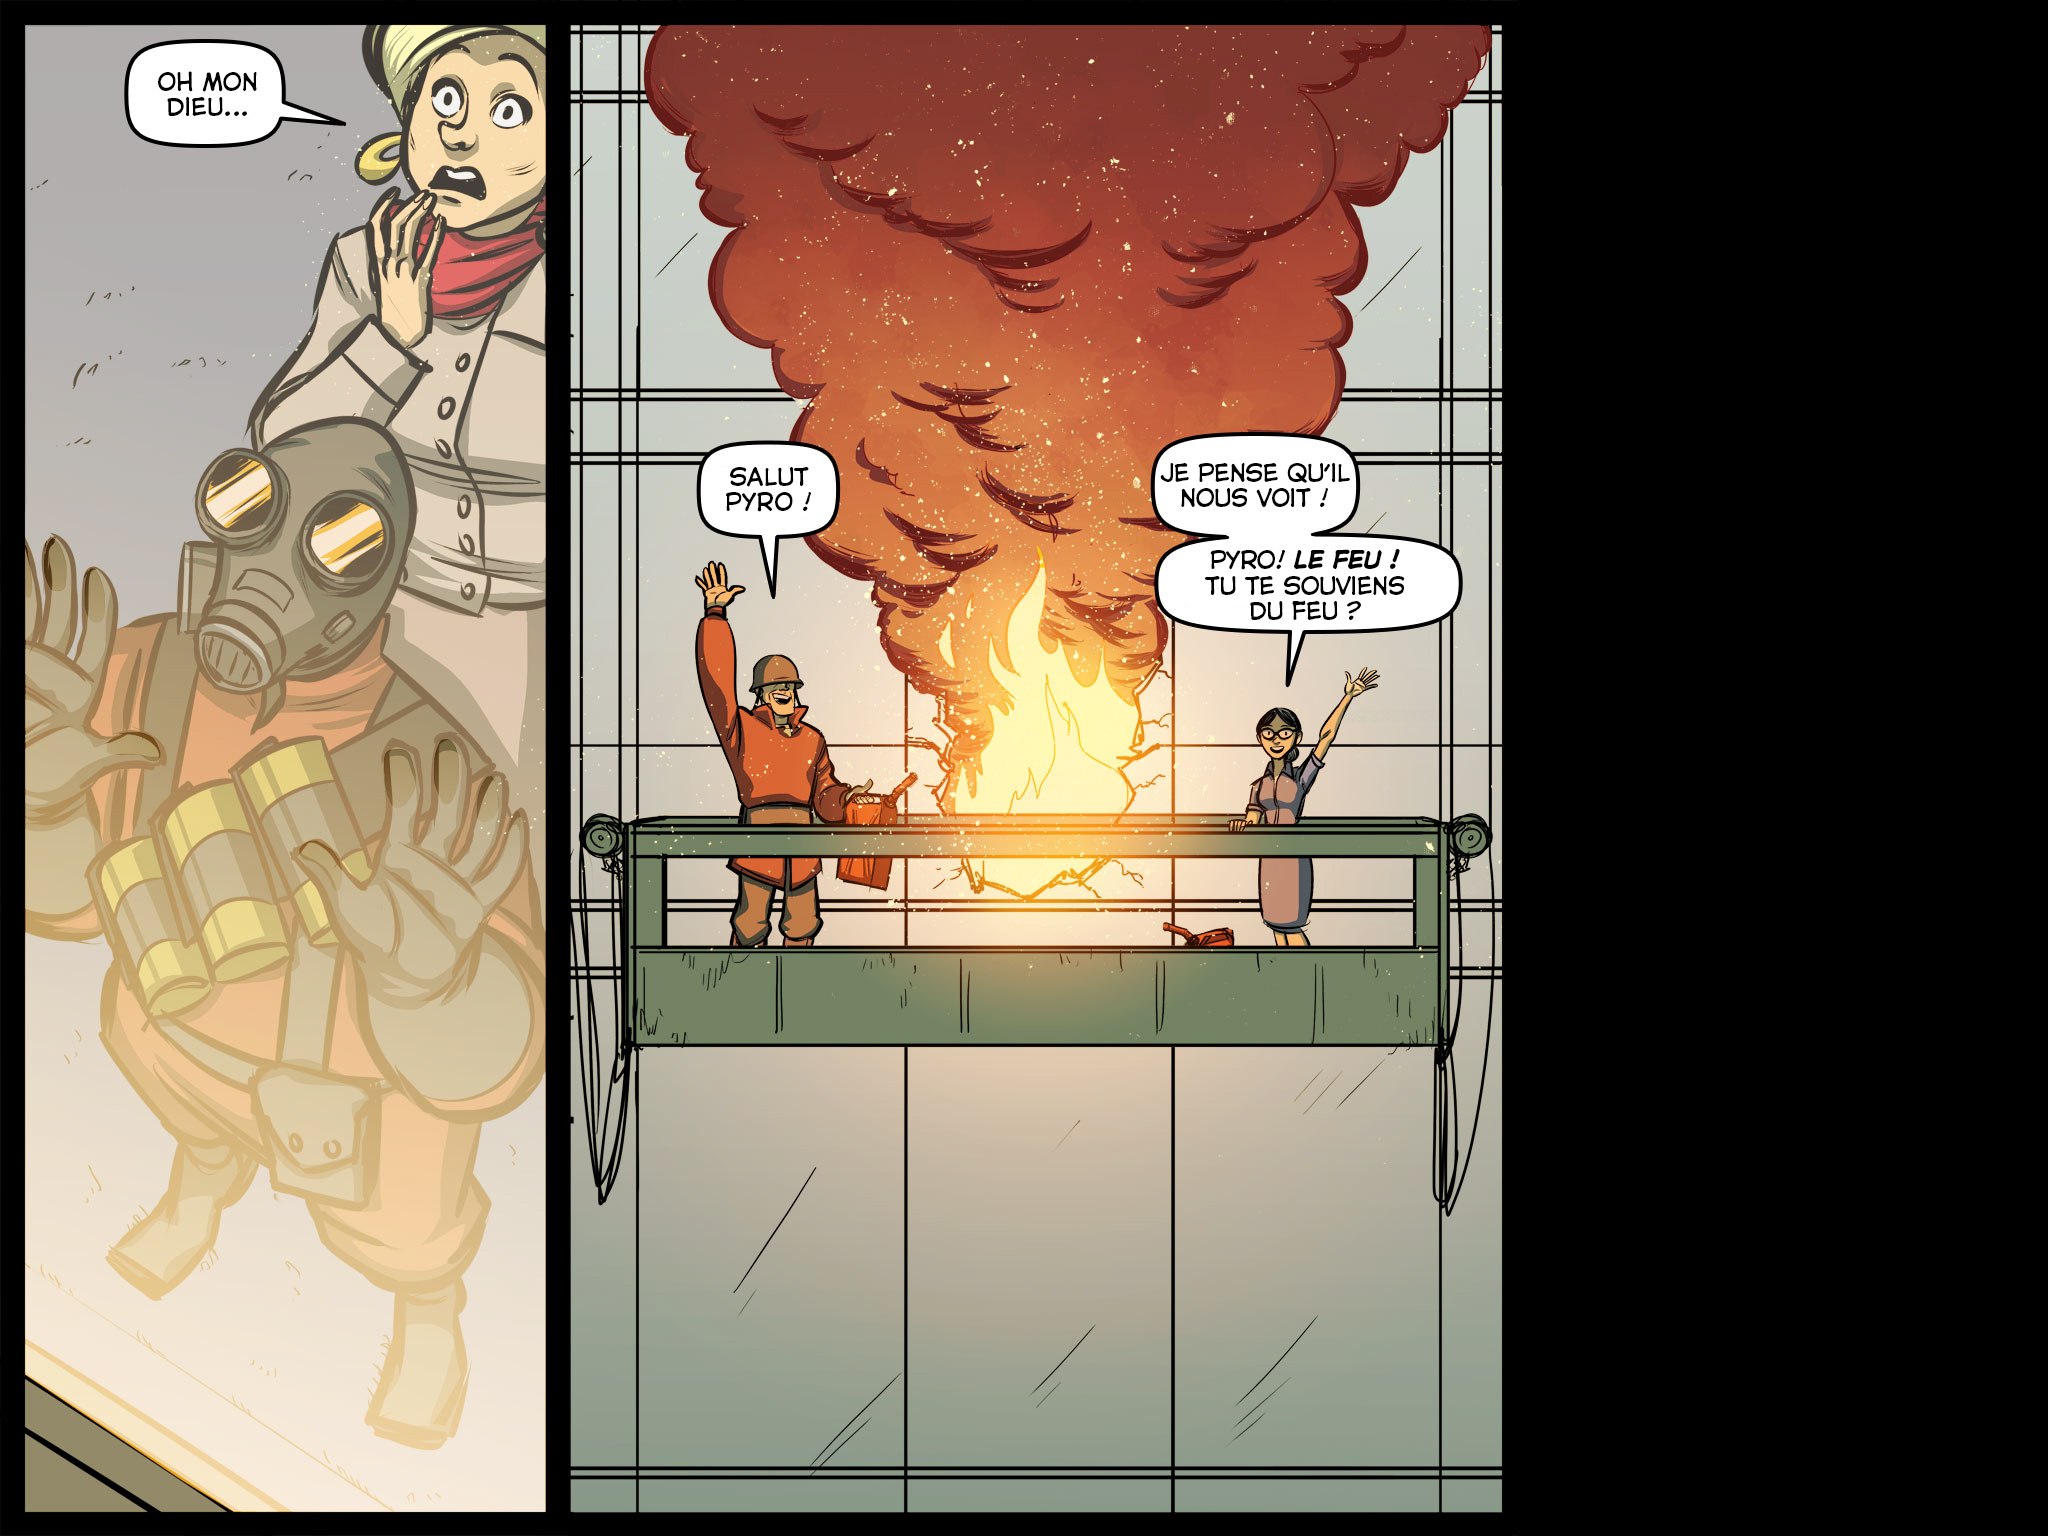 OH MON
DIEU...
SALUT
PYRO !
JE PENSE QU'IL
NOUS VOIT !
PYRO! LE FEU !
TU TE SOUVIENS
DU FEU ?